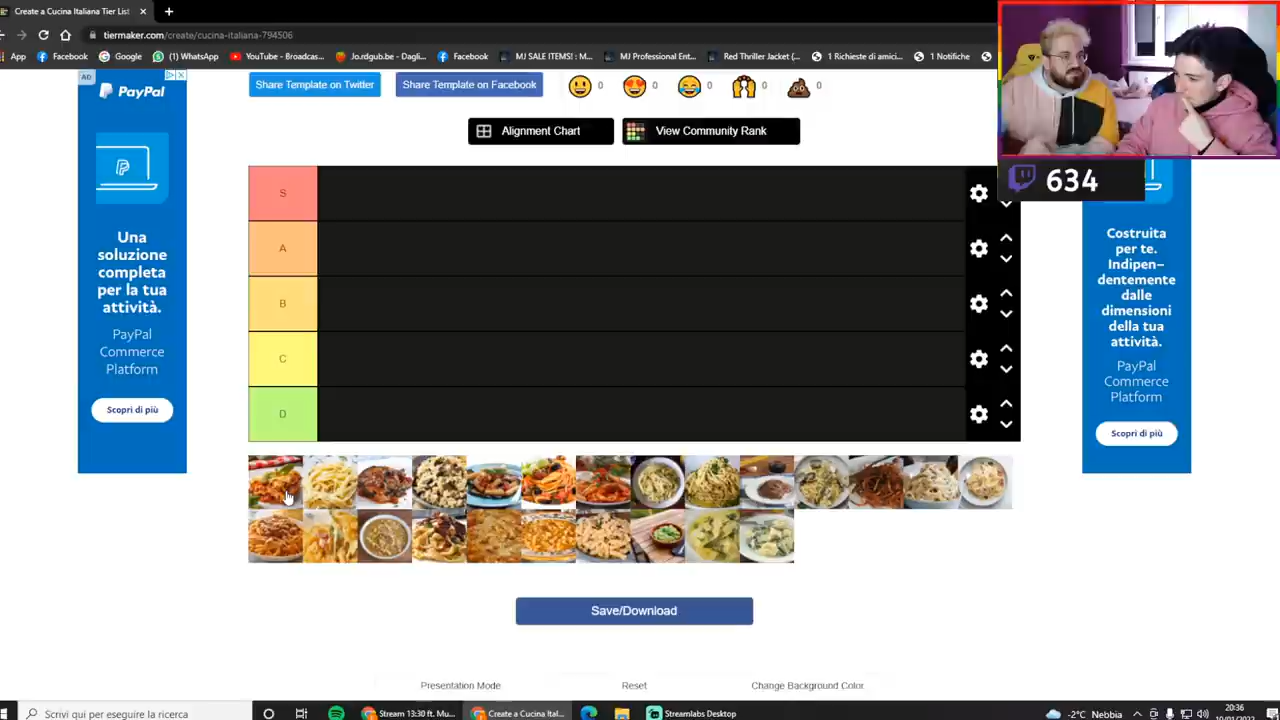 Create a Cucina Italiana Tier List
tiermaker.com/create/cucina-italiana-794506
App
Facebook
Google
(1) WhatsApp
YouTube - Broadcas...
Jo.rdgub.be - Dagli...
Facebook
MJ SALE ITEMS! : M...
MJ Professional Ent...
Red Thriller Jacket (...
1 Richieste di amici...
1 Notifiche
AD
PayPal
Una
soluzione
completa
per la tua
attività.
PayPal
Commerce
Platform
Scopri di più
Share Template on Twitter
Share Template on Facebook
0
0
0
0
0
Alignment Chart
View Community Rank
S
A
B
C
D
634
Costruita
per te.
Indipen–
dentemente
dalle
dimensioni
della tua
attività.
PayPal
Commerce
Platform
Scopri di più
Save/Download
Presentation Mode
Reset
Change Background Color
Scrivi qui per eseguire la ricerca
Stream 13:30 ft. Mu...
Create a Cucina Ital...
Streamlabs Desktop
-2°C Nebbia
20:36
10/01/2022